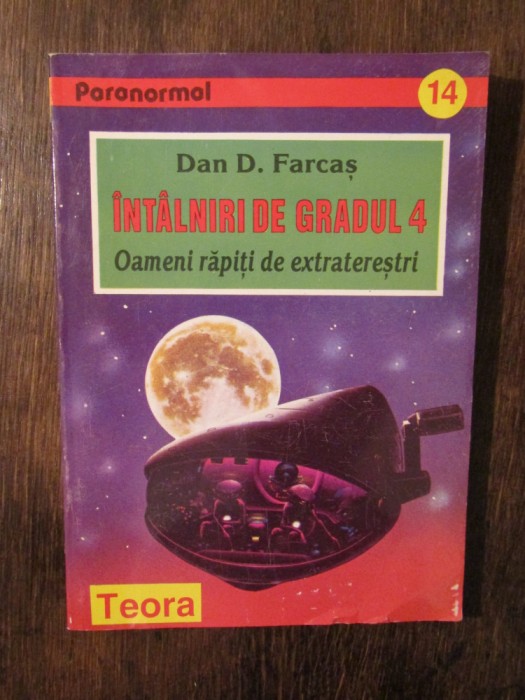 Paranormal
14
Dan D. Farcaș
ÎNTÂLNIRI DE GRADUL 4
Oameni răpiți de extratereștri
Teora